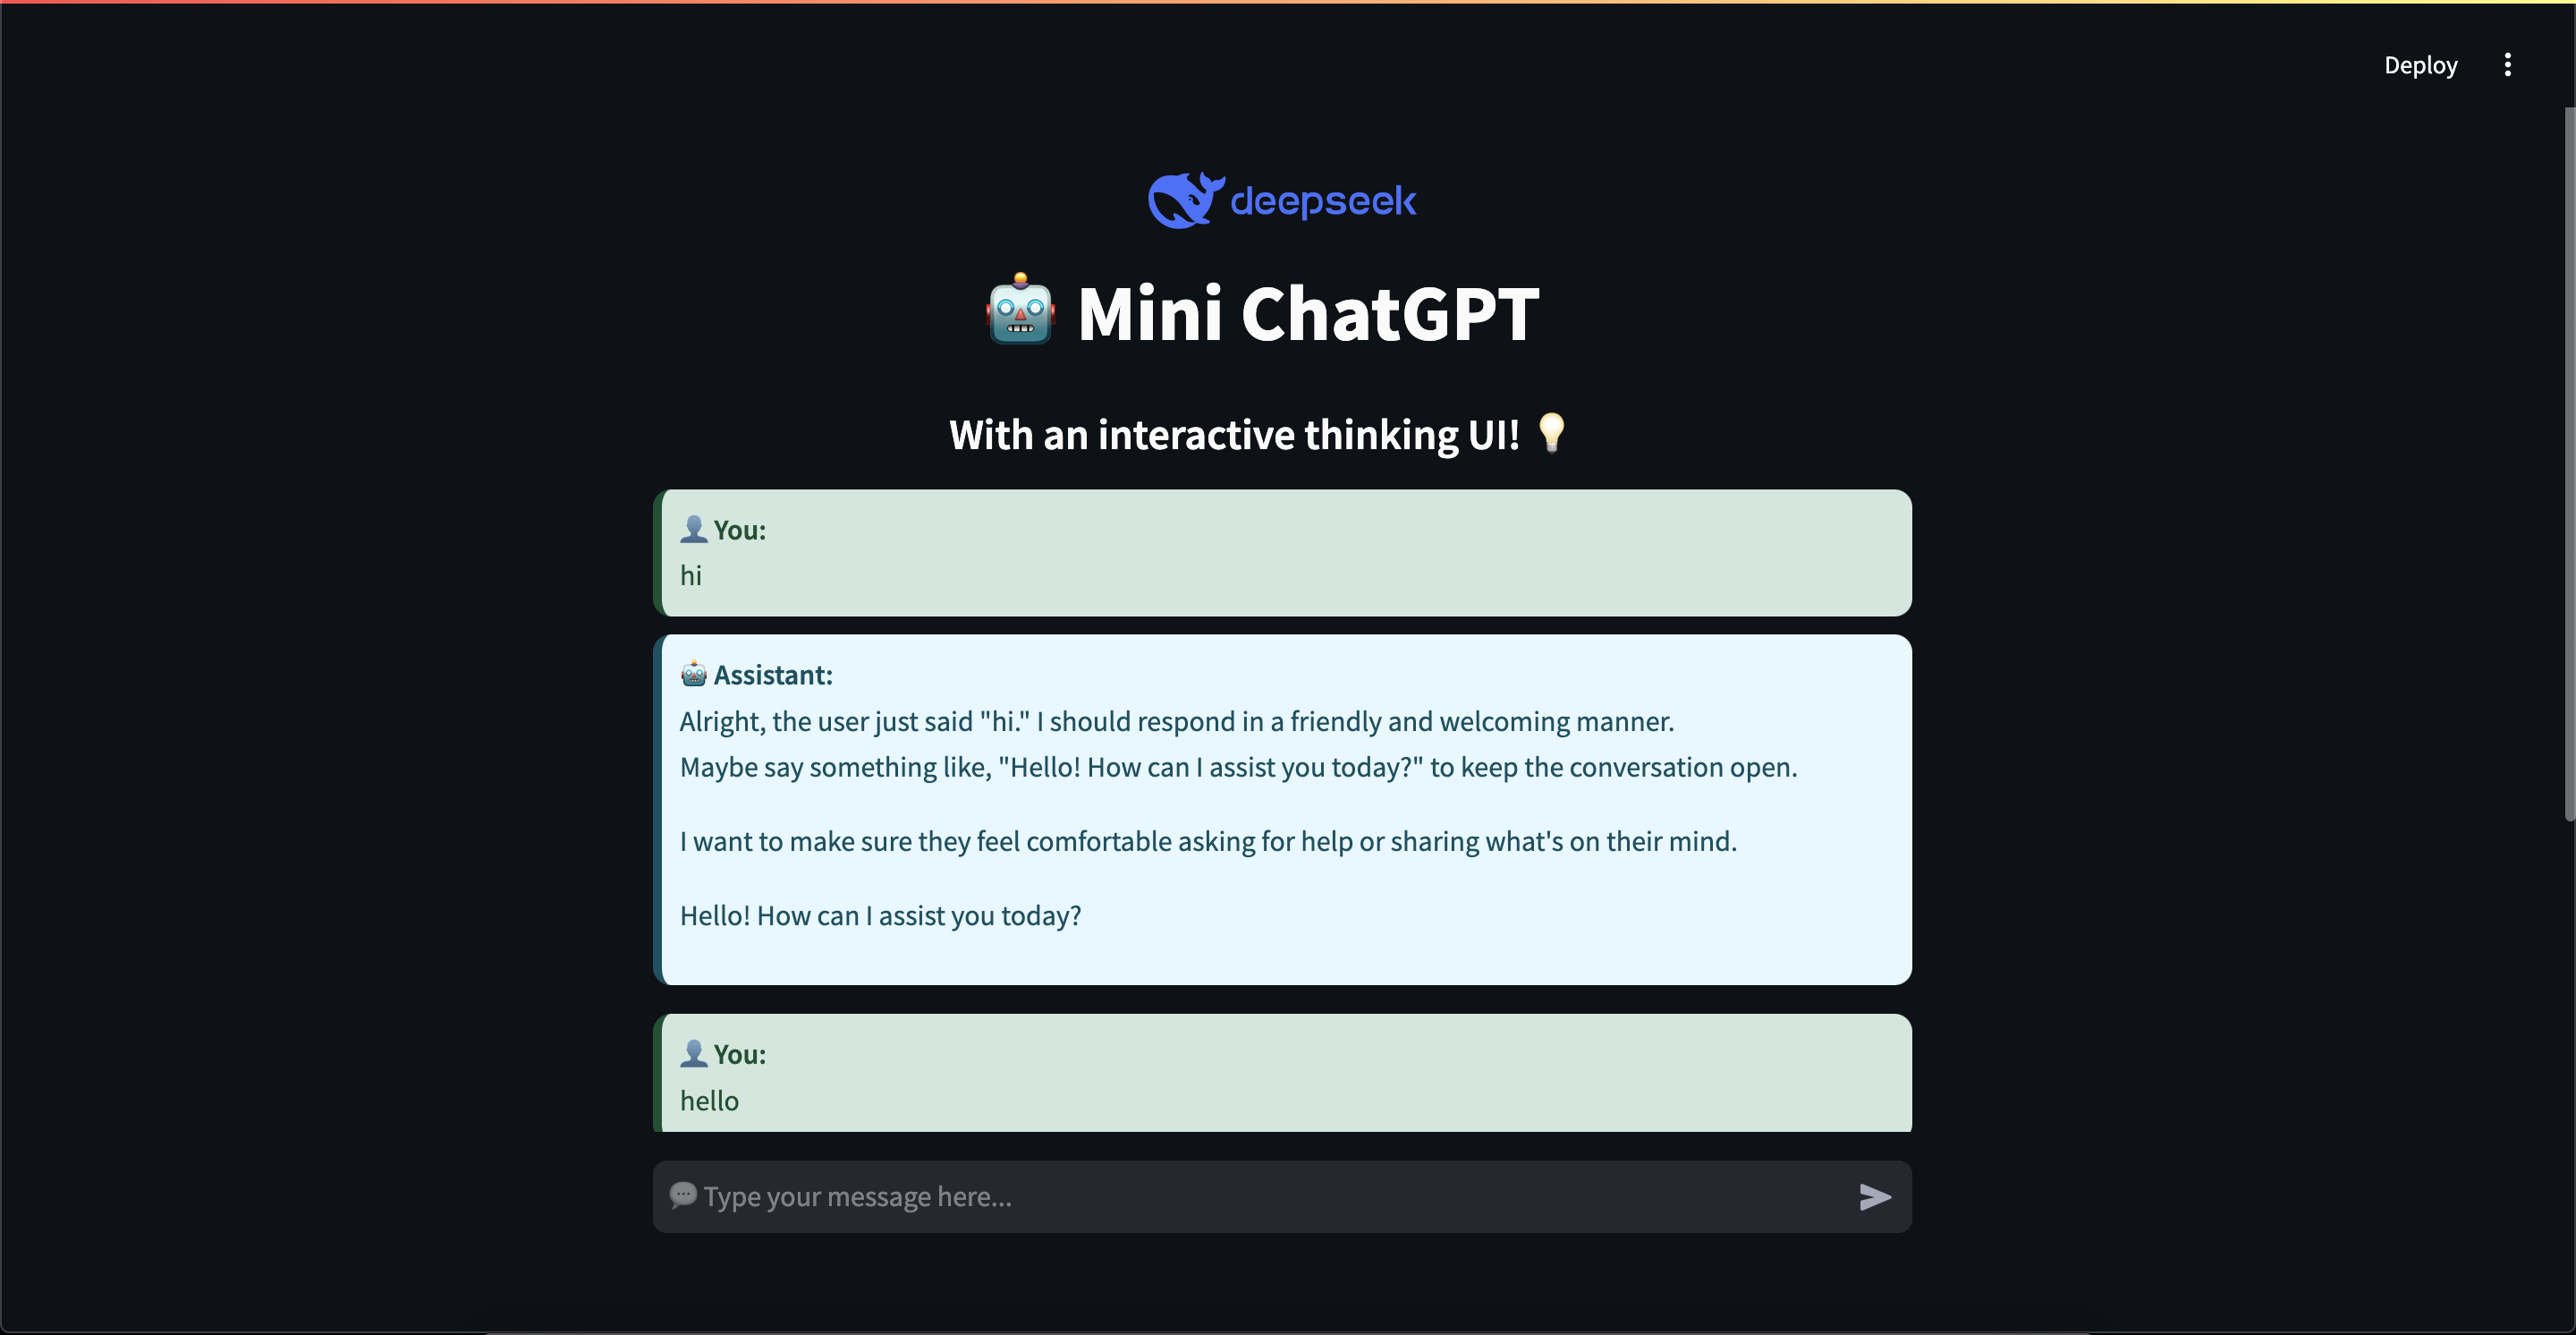 Deploy
deepseek
🤖 Mini ChatGPT
With an interactive thinking UI! 💡
👤 You:
hi
🤖 Assistant:
Alright, the user just said "hi." I should respond in a friendly and welcoming manner.
Maybe say something like, "Hello! How can I assist you today?" to keep the conversation open.
I want to make sure they feel comfortable asking for help or sharing what's on their mind.
Hello! How can I assist you today?
👤 You:
hello
💬 Type your message here...